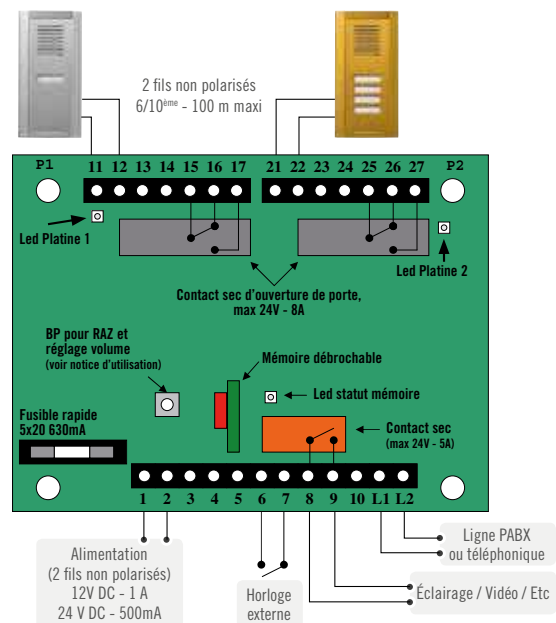 2 fils non polarisés
6/10ème - 100 m maxi
P1 11 12 13 14 15 16 17 21 22 23 24 25 26 27 P2
Led Platine 1
Led Platine 2
Contact sec d'ouverture de porte,
max 24V - 8A
BP pour RAZ et
réglage volume
(voir notice d'utilisation)
Mémoire débrochable
Led statut mémoire
Fusible rapide
5x20 630mA
Contact sec
(max 24V - 5A)
1 2 3 4 5 6 7 8 9 10 L1 L2
Ligne PABX
ou téléphonique
Alimentation
(2 fils non polarisés)
12V DC - 1 A
24 V DC - 500mA
Horloge
externe
Éclairage / Vidéo / Etc